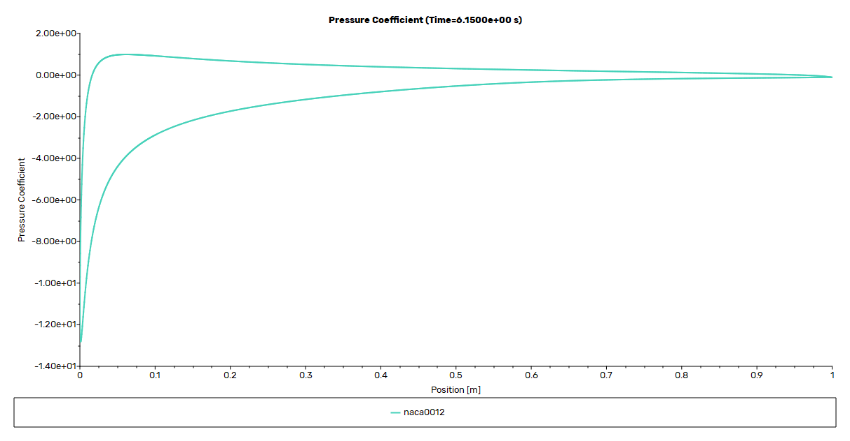 Pressure Coefficient (Time=6.1500e+00 s)
2.00e+00
0.00e+00
-2.00e+00
-4.00e+00
-6.00e+00
-8.00e+00
-1.00e+01
-1.20e+01
-1.40e+01
Pressure Coefficient
0 0.1 0.2 0.3 0.4 0.5 0.6 0.7 0.8 0.9 1
Position [m]
naca0012